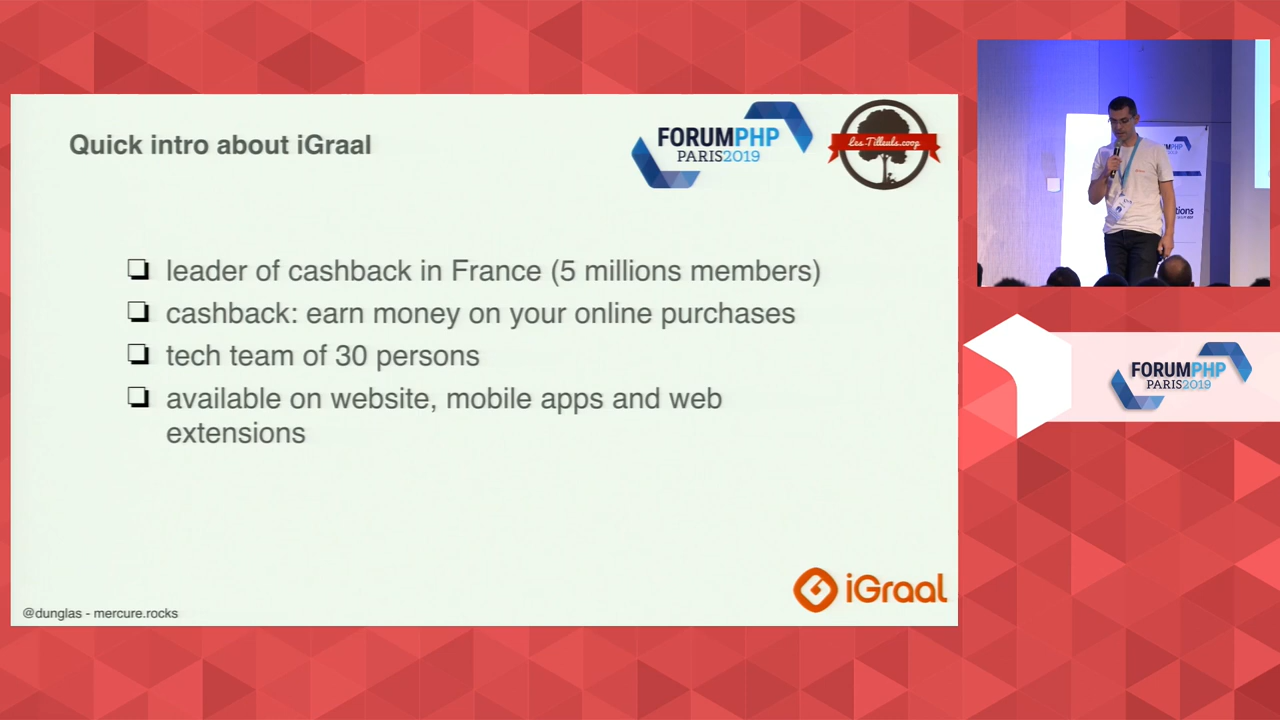 Quick intro about iGraal
FORUMPHP
PARIS2019
Les-Tilleuls.coop
❏ leader of cashback in France (5 millions members)
❏ cashback: earn money on your online purchases
❏ tech team of 30 persons
❏ available on website, mobile apps and web
extensions
iGraal
@dunglas - mercure.rocks
FORUMPHP
PARIS2019